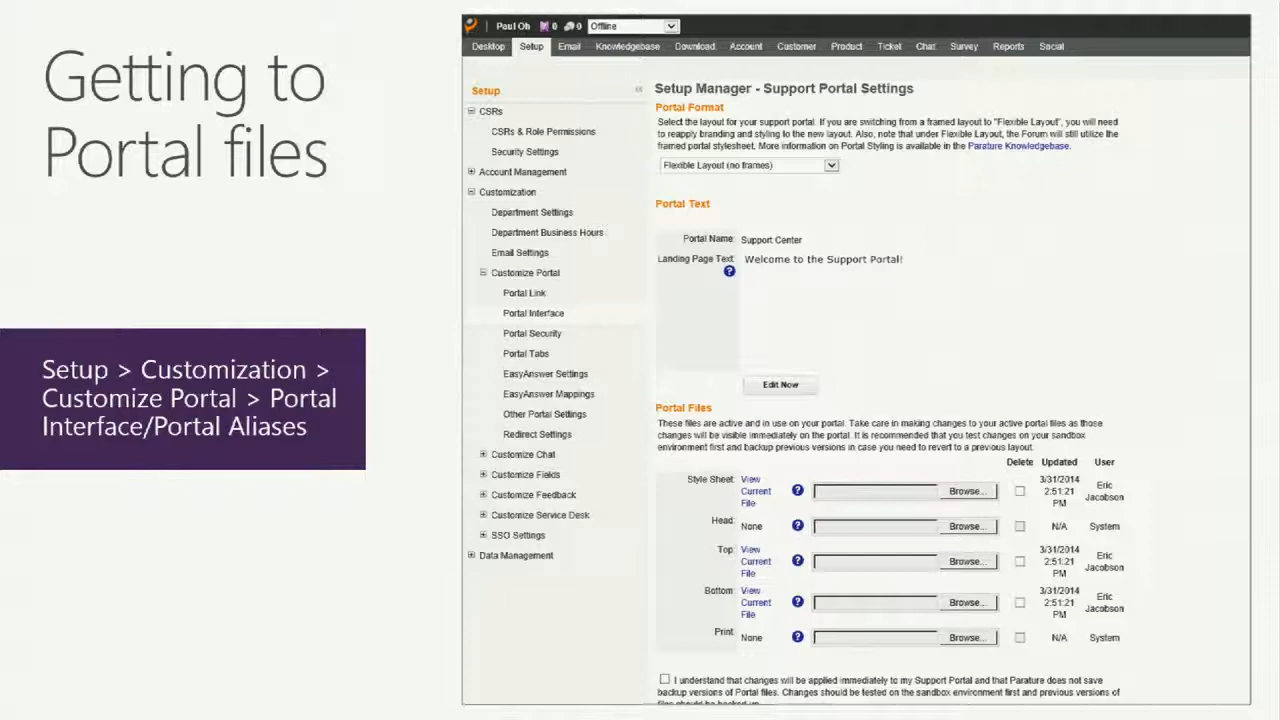 Getting to
Portal files
Setup > Customization >
Customize Portal > Portal
Interface/Portal Aliases
Paul Oh 0 0 Offline
Desktop Setup Email Knowledgebase Download Account Customer Product Ticket Chat Survey Reports Social
Setup
CSRs
CSRs & Role Permissions
Security Settings
Account Management
Customization
Department Settings
Department Business Hours
Email Settings
Customize Portal
Portal Link
Portal Interface
Portal Security
Portal Tabs
EasyAnswer Settings
EasyAnswer Mappings
Other Portal Settings
Redirect Settings
Customize Chat
Customize Fields
Customize Feedback
Customize Service Desk
SSO Settings
Data Management
Setup Manager - Support Portal Settings
Portal Format
Select the layout for your support portal. If you are switching from a framed layout to "Flexible Layout", you will need
to reapply branding and styling to the new layout. Also, note that under Flexible Layout, the Forum will still utilize the
framed portal stylesheet. More information on Portal Styling is available in the Parature Knowledgebase.
Flexible Layout (no frames)
Portal Text
Portal Name: Support Center
Landing Page Text: Welcome to the Support Portal!
Edit Now
Portal Files
These files are active and in use on your portal. Take care in making changes to your active portal files as those
changes will be visible immediately on the portal. It is recommended that you test changes on your sandbox
environment first and backup previous versions in case you need to revert to a previous layout.
Delete Updated User
Style Sheet: View Current File Browse... 3/31/2014 2:51:21 PM Eric Jacobson
Head: None Browse... N/A System
Top: View Current File Browse... 3/31/2014 2:51:21 PM Eric Jacobson
Bottom: View Current File Browse... 3/31/2014 2:51:21 PM Eric Jacobson
Print: None Browse... N/A System
I understand that changes will be applied immediately to my Support Portal and that Parature does not save
backup versions of Portal files. Changes should be tested on the sandbox environment first and previous versions of
files should be backed up.